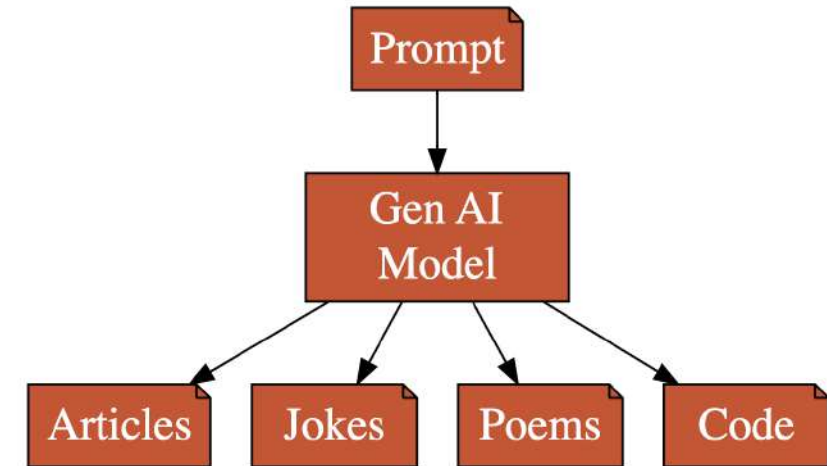 Prompt
Gen AI
Model
Articles
Jokes
Poems
Code